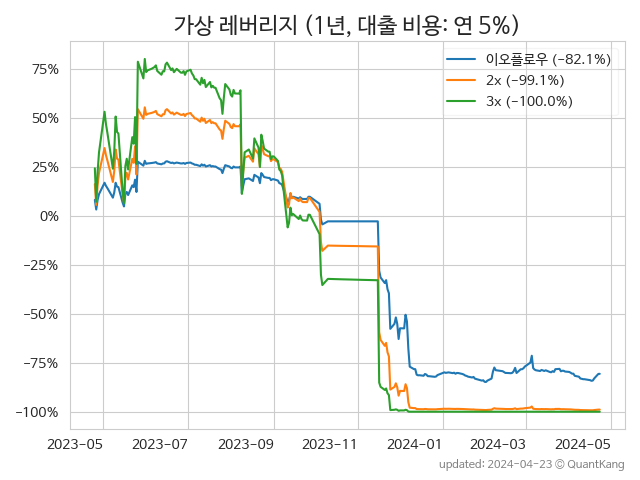 가상 레버리지 (1년, 대출 비용: 연 5%)
이오플로우 (−82.1%)
2x (−99.1%)
3x (−100.0%)
75%
50%
25%
0%
−25%
−50%
−75%
−100%
2023-05 2023-07 2023-09 2023-11 2024-01 2024-03 2024-05
updated: 2024-04-23 © QuantKang